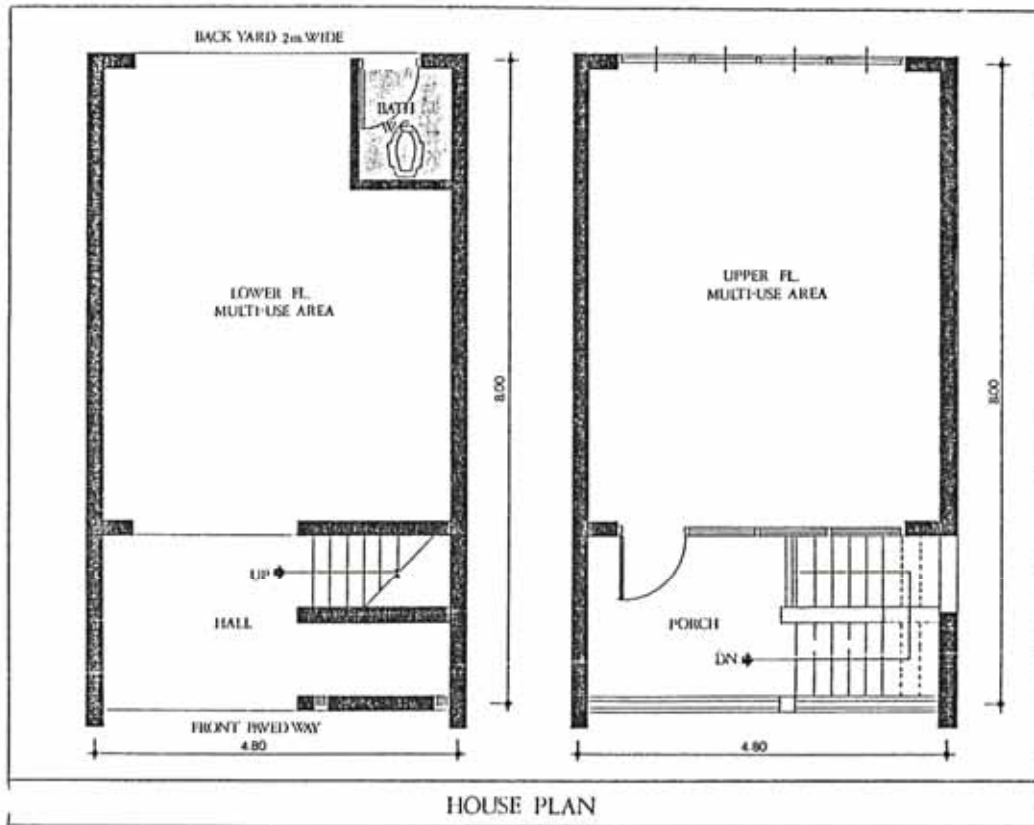 BACK YARD 2m WIDE
BATH
W.C.
LOWER FL.
MULTI-USE AREA
8.00
UP
HALL
FRONT PAVED WAY
4.80
UPPER FL.
MULTI-USE AREA
8.00
PORCH
DN
4.80
HOUSE PLAN